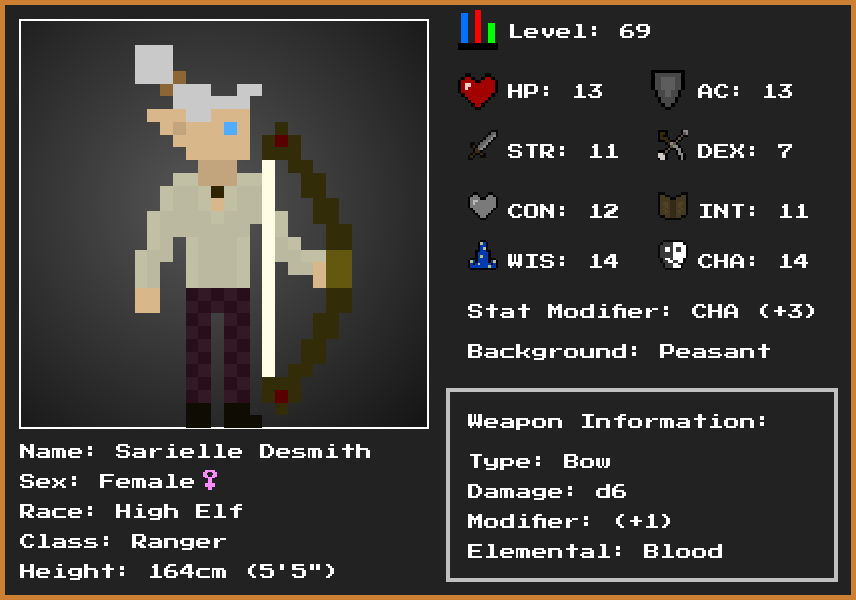 Level: 69
HP: 13
AC: 13
STR: 11
DEX: 7
CON: 12
INT: 11
WIS: 14
CHA: 14
Stat Modifier: CHA (+3)
Background: Peasant
Weapon Information:
Type: Bow
Damage: d6
Modifier: (+1)
Elemental: Blood
Name: Sarielle Desmith
Sex: Female♀
Race: High Elf
Class: Ranger
Height: 164cm (5'5")